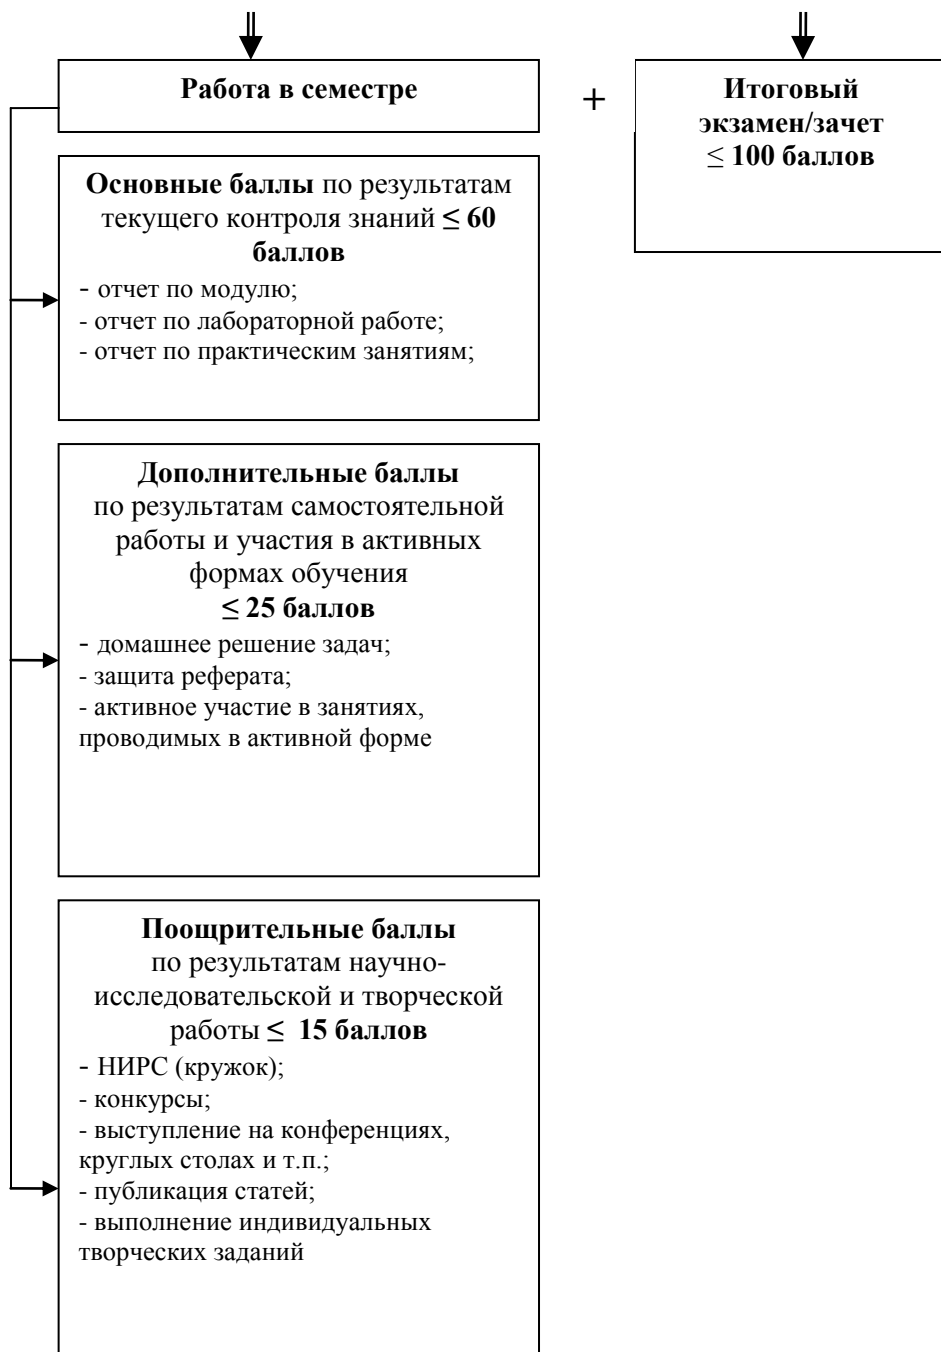 Работа в семестре
+
Итоговый
экзамен/зачет
≤ 100 баллов
Основные баллы по результатам
текущего контроля знаний ≤ 60
баллов
- отчет по модулю;
- отчет по лабораторной работе;
- отчет по практическим занятиям;
Дополнительные баллы
по результатам самостоятельной
работы и участия в активных
формах обучения
≤ 25 баллов
- домашнее решение задач;
- защита реферата;
- активное участие в занятиях,
проводимых в активной форме
Поощрительные баллы
по результатам научно-
исследовательской и творческой
работы ≤ 15 баллов
- НИРС (кружок);
- конкурсы;
- выступление на конференциях,
круглых столах и т.п.;
- публикация статей;
- выполнение индивидуальных
творческих заданий